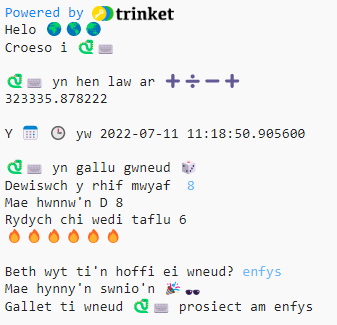 Powered by trinket
Helo 🌍🌎🌏
Croeso i 🐍⌨️
🐍⌨️ yn hen law ar ➕➗➖➕
323335.878222
Y 📅 🕒 yw 2022-07-11 11:18:50.905600
🐍⌨️ yn gallu gwneud 🎲
Dewiswch y rhif mwyaf 8
Mae hwnnw'n D 8
Rydych chi wedi taflu 6
🔥🔥🔥🔥🔥🔥
Beth wyt ti'n hoffi ei wneud? enfys
Mae hynny'n swnio'n 🎉🕶️
Gallet ti wneud 🐍⌨️ prosiect am enfys